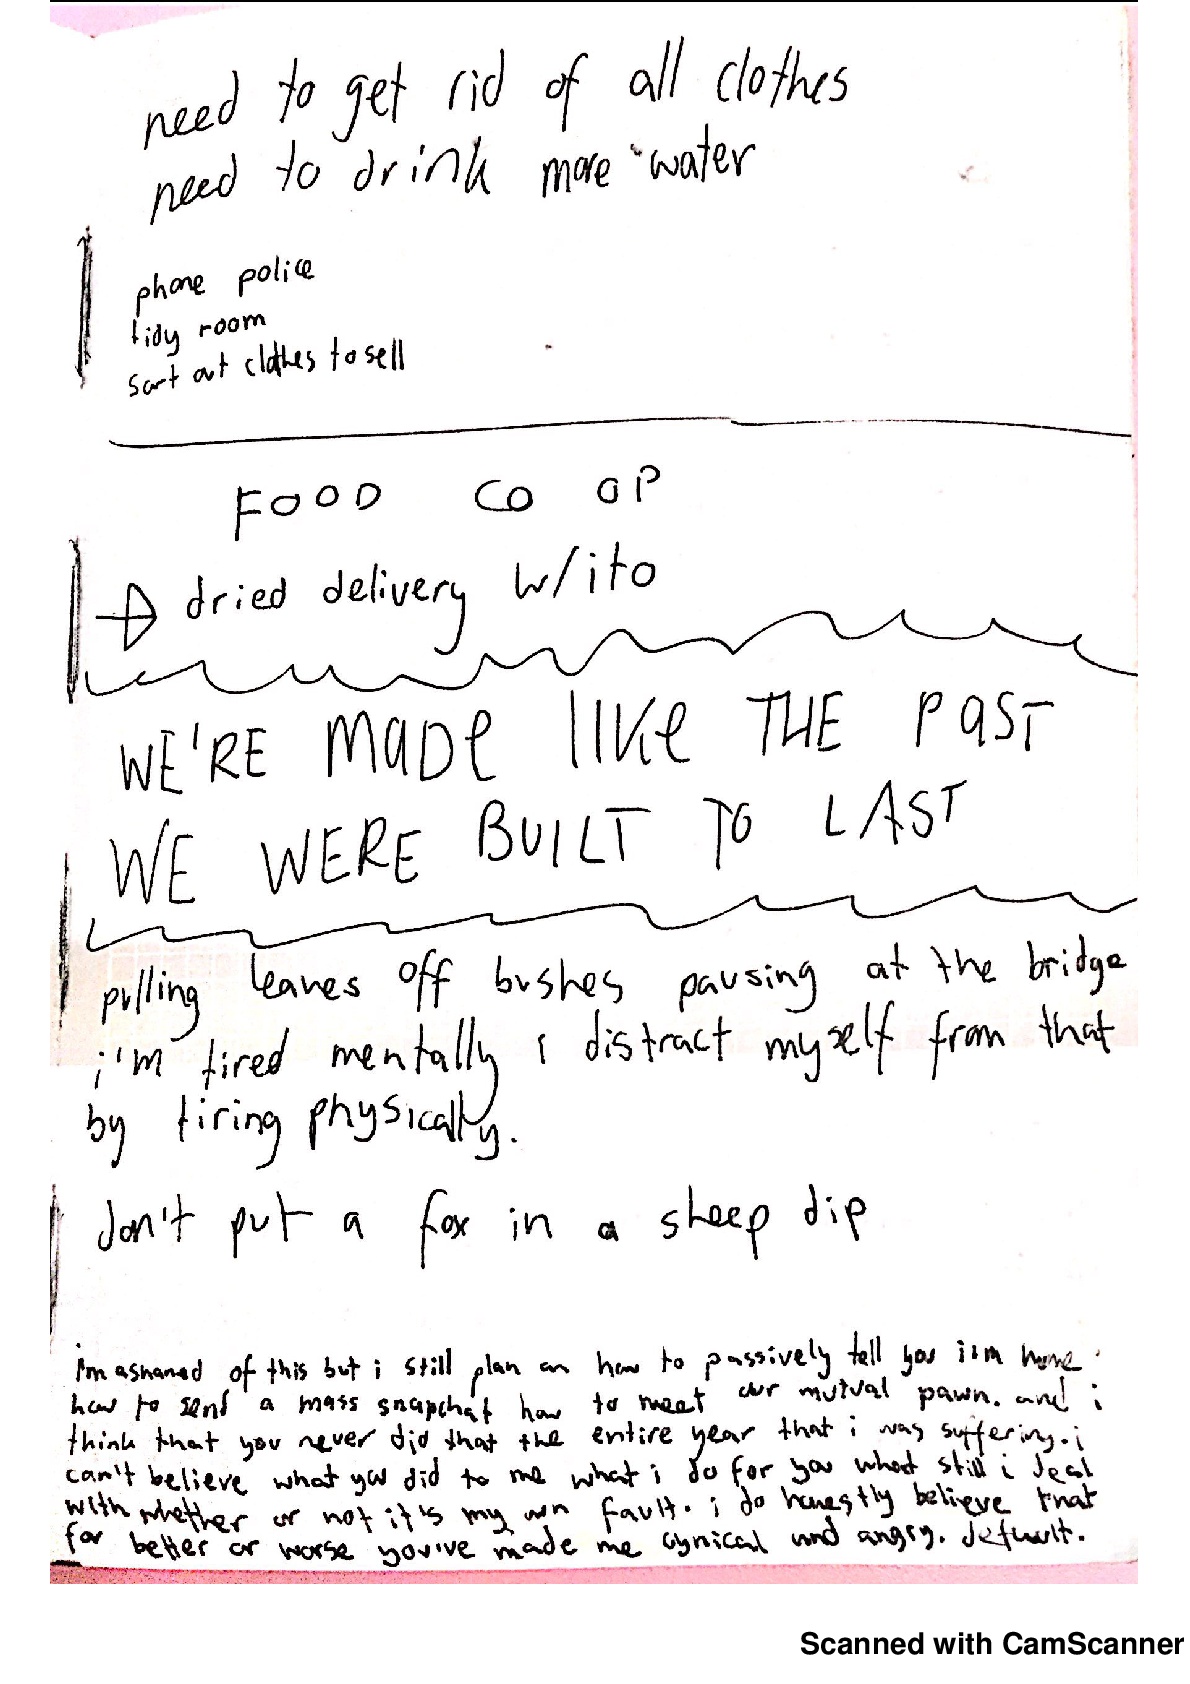 need to get rid of all clothes
need to drink more water
phone police
tidy room
sort out clothes to sell
FOOD CO OP
dried delivery w/ito
WE'RE MADE LIKE THE PAST
WE WERE BUILT TO LAST
pulling leaves off bushes pausing at the bridge
i'm tired mentally i distract myself from that
by tiring physically.
don't put a fox in a sheep dip
i'm ashamed of this but i still plan on how to passively tell you
how to send a mass snapchat how to meet our mutual pawn. and i
think that you never did that the entire year that i was suffering. i
can't believe what you did to me what i do for you what still i deal
with whether or not it's my own fault. i do honestly believe that
for better or worse you've made me cynical and angry. default.
Scanned with CamScanner